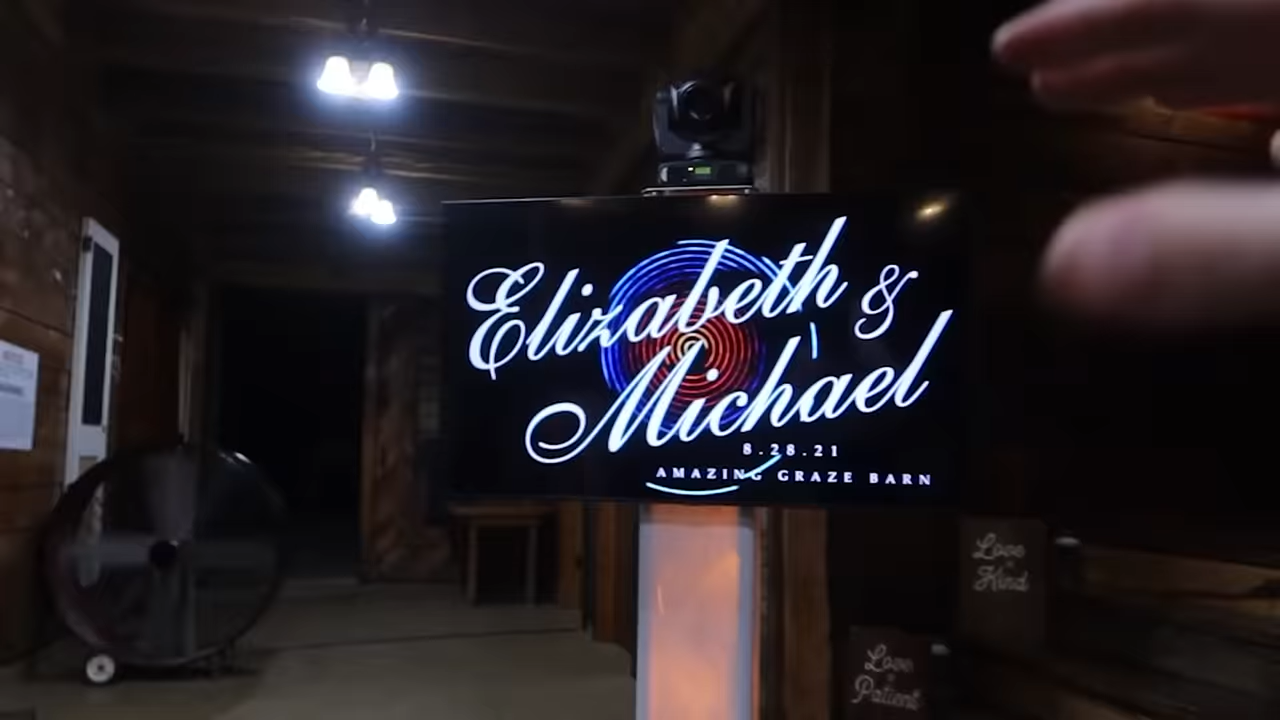 Elizabeth &
Michael
8.28.21
AMAZING GRAZE BARN
Love
Kind
Love
Patient